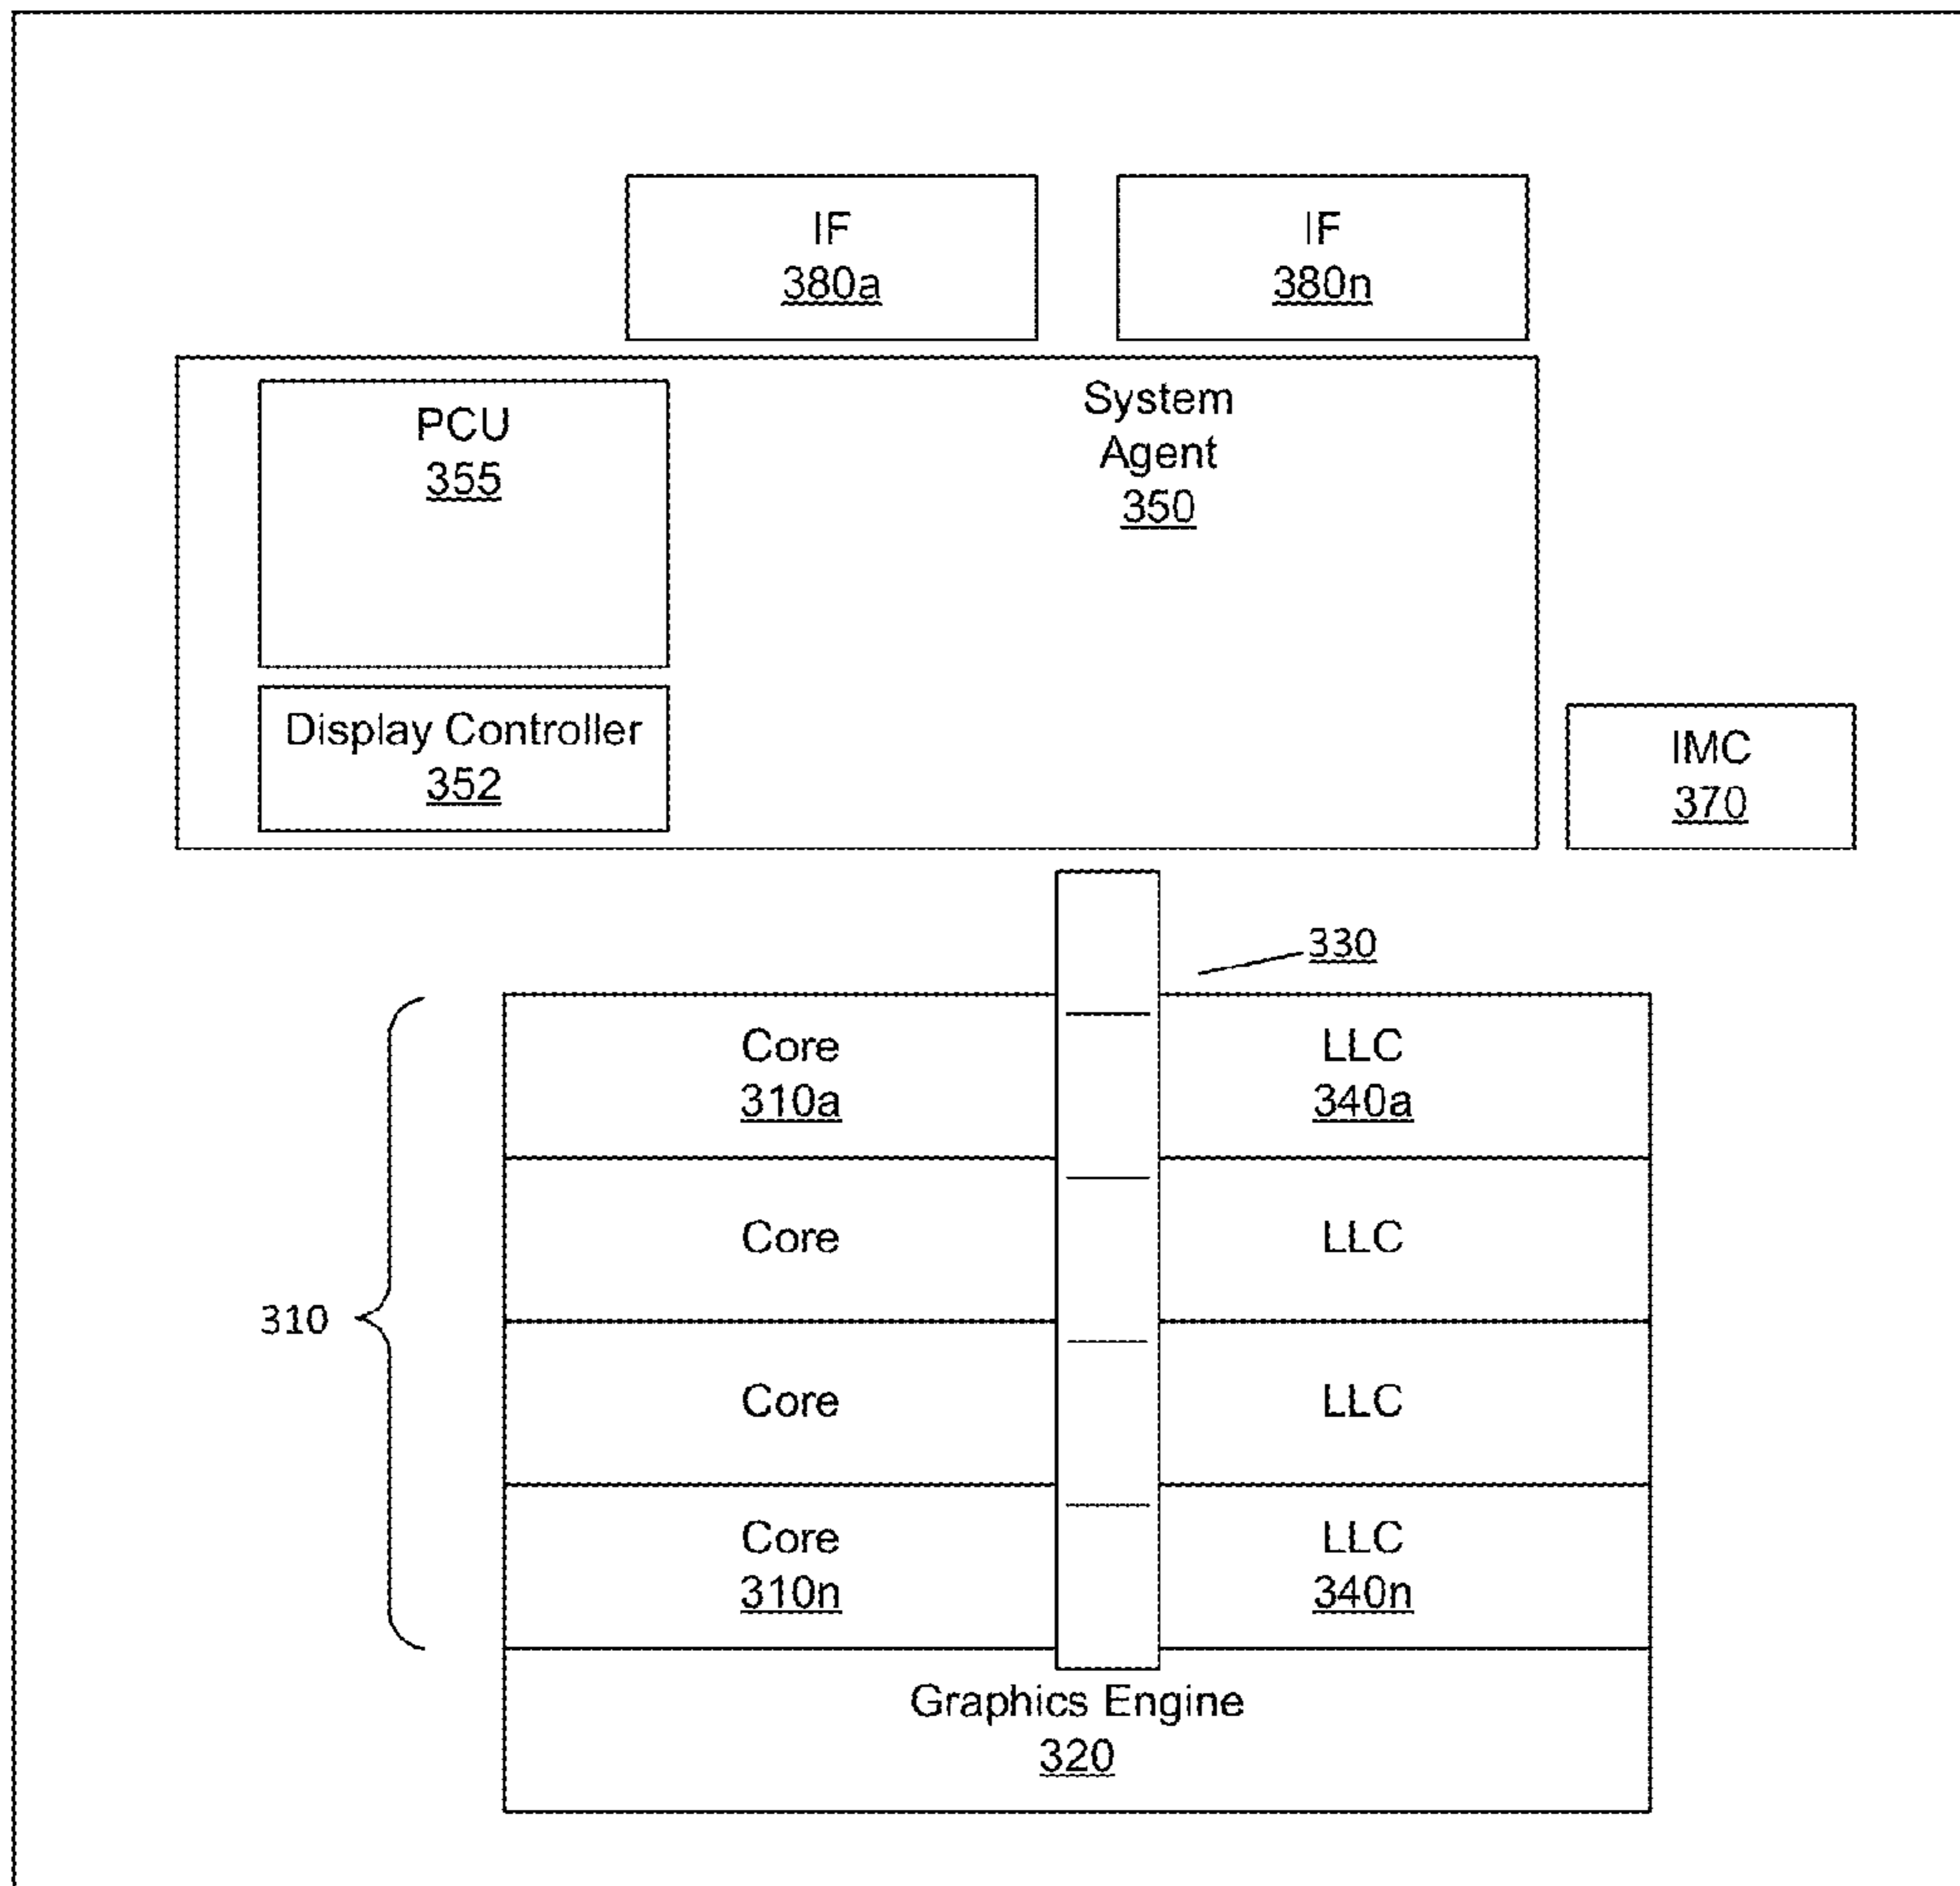 IF
380a
IF
380n
PCU
355
System
Agent
350
Display Controller
352
IMC
370
330
Core
310a
LLC
340a
Core
LLC
310
Core
LLC
Core
310n
LLC
340n
Graphics Engine
320